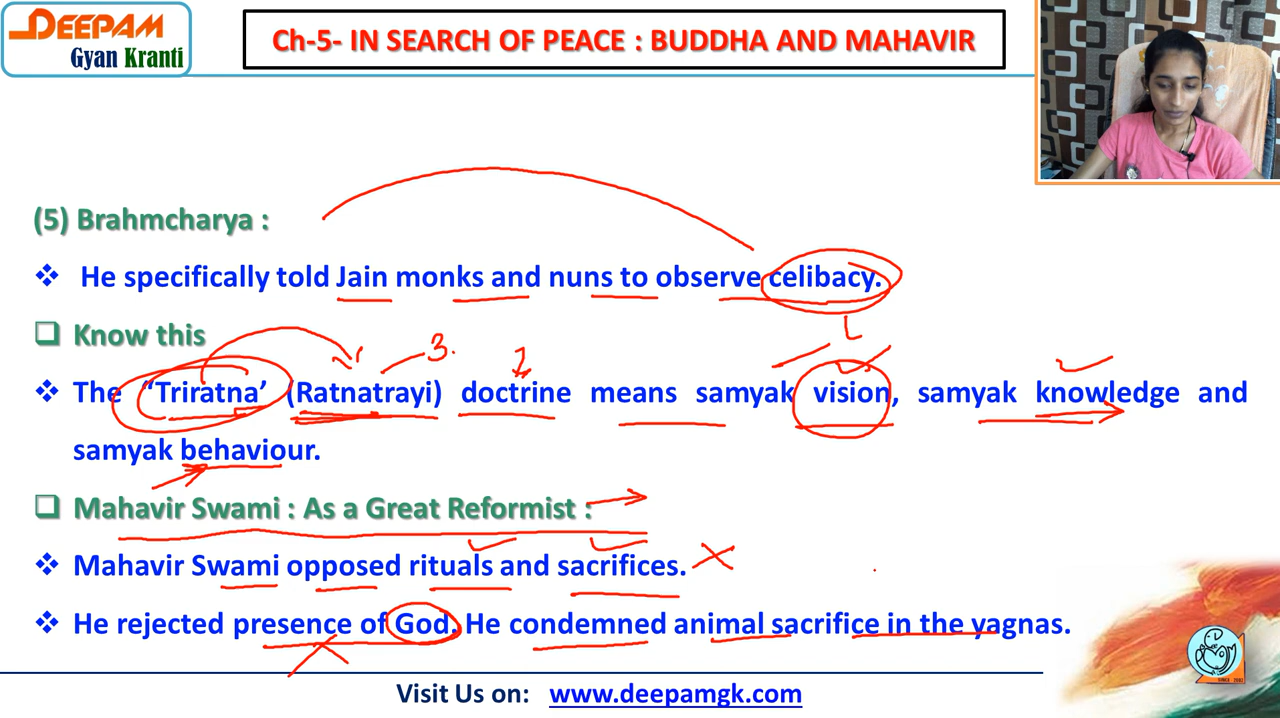 DEEPAM
Gyan Kranti
Ch-5- IN SEARCH OF PEACE : BUDDHA AND MAHAVIR
(5) Brahmcharya :
❖ He specifically told Jain monks and nuns to observe celibacy.
❑ Know this
3.
❖ The “Triratna’ (Ratnatrayi) doctrine means samyak vision, samyak knowledge and
samyak behaviour.
❑ Mahavir Swami : As a Great Reformist :
❖ Mahavir Swami opposed rituals and sacrifices.
❖ He rejected presence of God. He condemned animal sacrifice in the yagnas.
Visit Us on: www.deepamgk.com